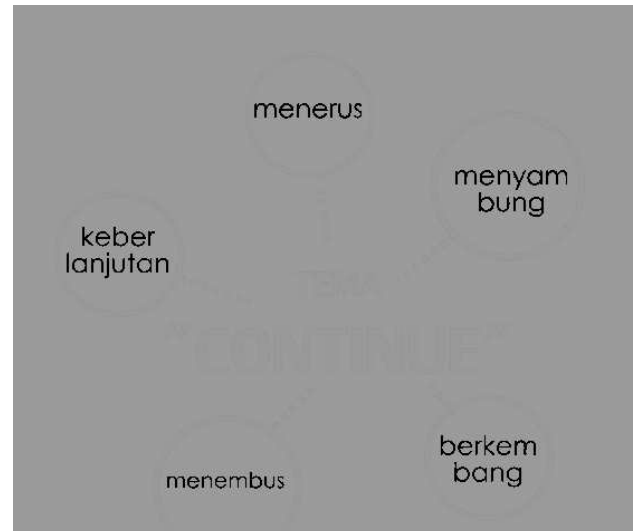 menerus
menyam
bung
keber
lanjutan
TEMA
"CONTINUE"
berkem
bang
menembus